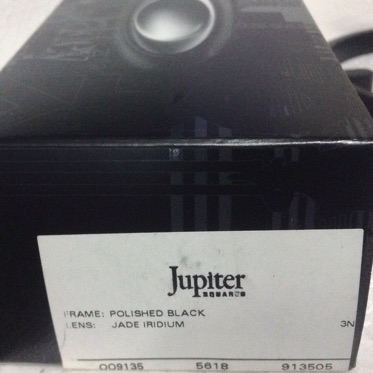 Jupiter
SQUARED
FRAME: POLISHED BLACK
LENS: JADE IRIDIUM 3N
009135 5618 913505